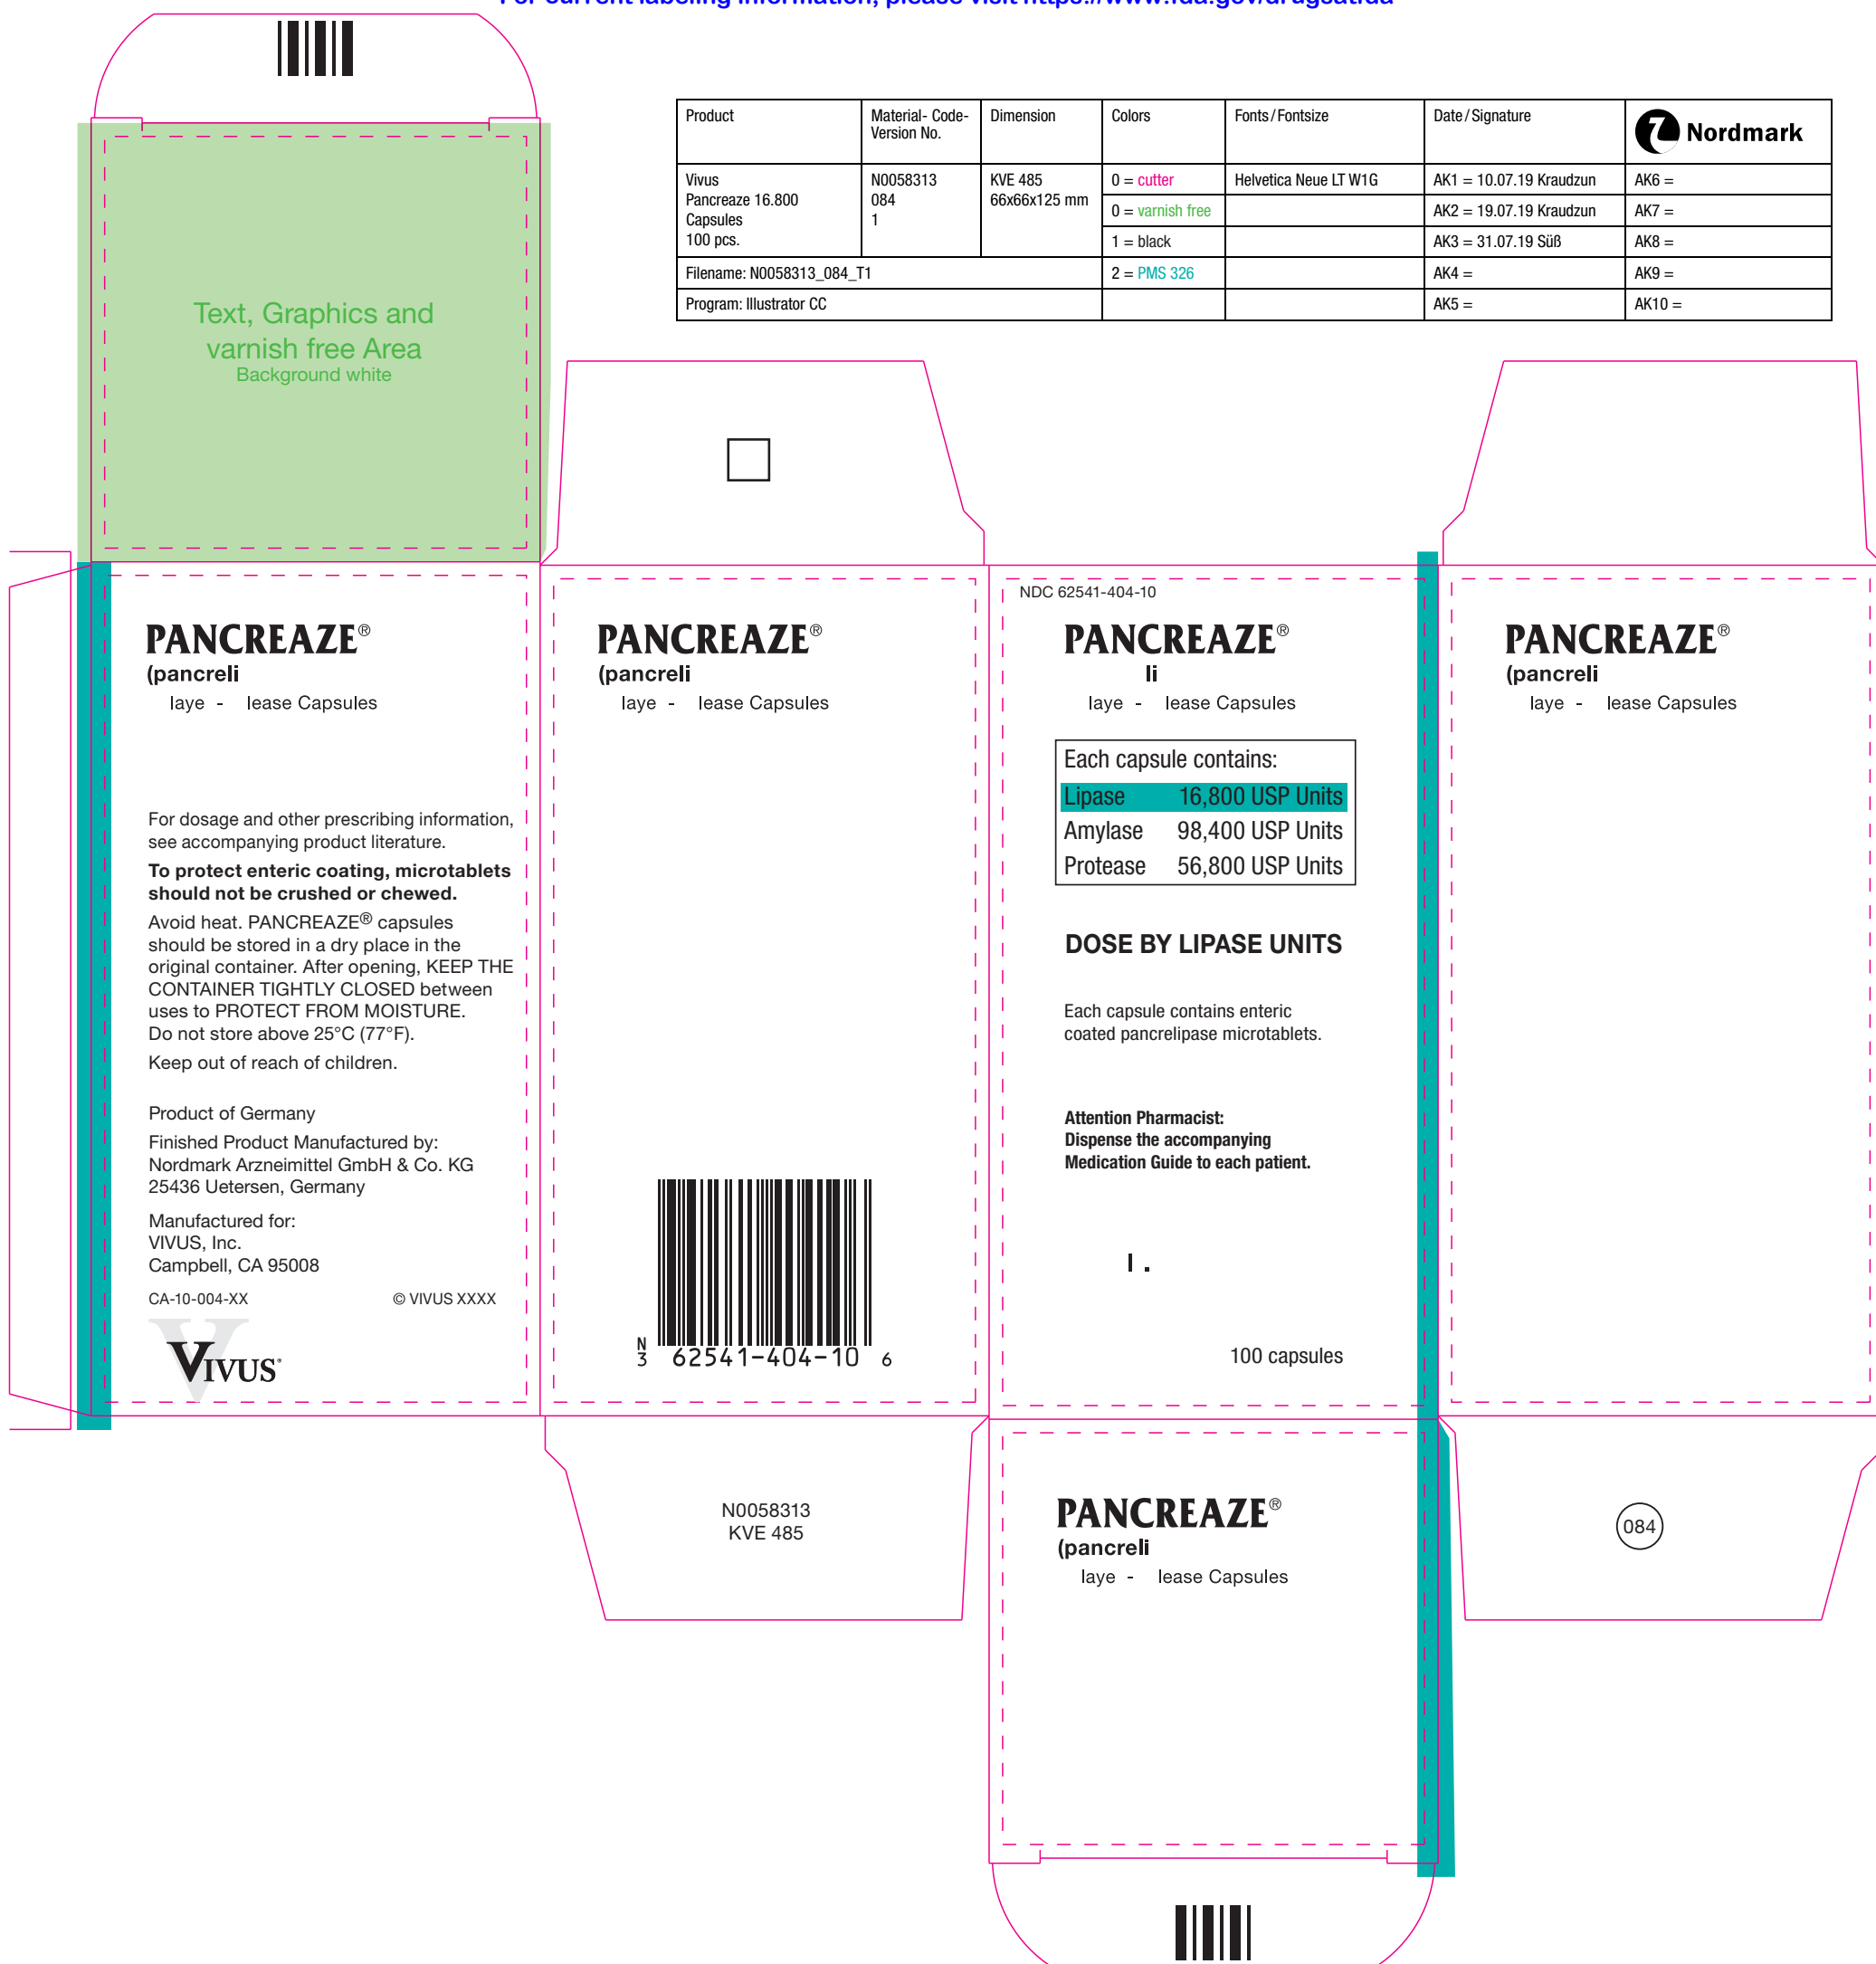 For current labeling information, please visit https://www.fda.gov/drugsatfda
Product
Material- Code-
Version No.
Dimension
Colors
Fonts/Fontsize
Date/Signature
Nordmark
Vivus
Pancreaze 16.800
Capsules
100 pcs.
N0058313
084
1
KVE 485
66x66x125 mm
0 = cutter
Helvetica Neue LT W1G
AK1 = 10.07.19 Kraudzun
AK6 =
0 = varnish free
AK2 = 19.07.19 Kraudzun
AK7 =
1 = black
AK3 = 31.07.19 Süß
AK8 =
Filename: N0058313_084_T1
2 = PMS 326
AK4 =
AK9 =
Program: Illustrator CC
AK5 =
AK10 =
Text, Graphics and
varnish free Area
Background white
PANCREAZE®
(pancreli
laye - lease Capsules
For dosage and other prescribing information,
see accompanying product literature.
To protect enteric coating, microtablets
should not be crushed or chewed.
Avoid heat. PANCREAZE® capsules
should be stored in a dry place in the
original container. After opening, KEEP THE
CONTAINER TIGHTLY CLOSED between
uses to PROTECT FROM MOISTURE.
Do not store above 25°C (77°F).
Keep out of reach of children.
Product of Germany
Finished Product Manufactured by:
Nordmark Arzneimittel GmbH & Co. KG
25436 Uetersen, Germany
Manufactured for:
VIVUS, Inc.
Campbell, CA 95008
CA-10-004-XX © VIVUS XXXX
VIVUS®
PANCREAZE®
(pancreli
laye - lease Capsules
N
3 62541-404-10 6
NDC 62541-404-10
PANCREAZE®
li
laye - lease Capsules
Each capsule contains:
Lipase 16,800 USP Units
Amylase 98,400 USP Units
Protease 56,800 USP Units
DOSE BY LIPASE UNITS
Each capsule contains enteric
coated pancrelipase microtablets.
Attention Pharmacist:
Dispense the accompanying
Medication Guide to each patient.
l .
100 capsules
PANCREAZE®
(pancreli
laye - lease Capsules
N0058313
KVE 485
PANCREAZE®
(pancreli
laye - lease Capsules
084